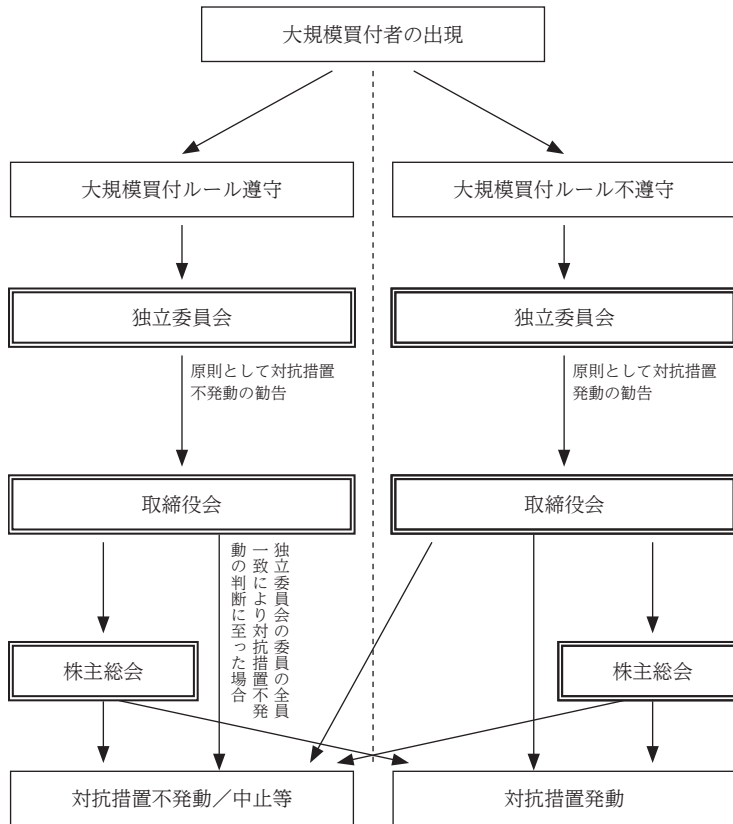 大規模買付者の出現
大規模買付ルール遵守
大規模買付ルール不遵守
独立委員会
独立委員会
原則として対抗措置
不発動の勧告
原則として対抗措置
発動の勧告
取締役会
取締役会
独立委員会の委員の全員
一致により対抗措置不発
動の判断に至った場合
株主総会
株主総会
対抗措置不発動／中止等
対抗措置発動